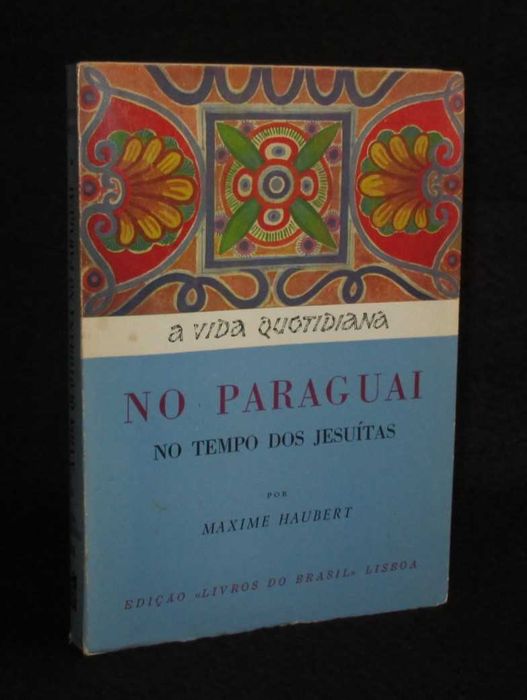 A VIDA QUOTIDIANA
NO PARAGUAI
NO TEMPO DOS JESUÍTAS
POR
MAXIME HAUBERT
EDIÇÃO «LIVROS DO BRASIL» LISBOA